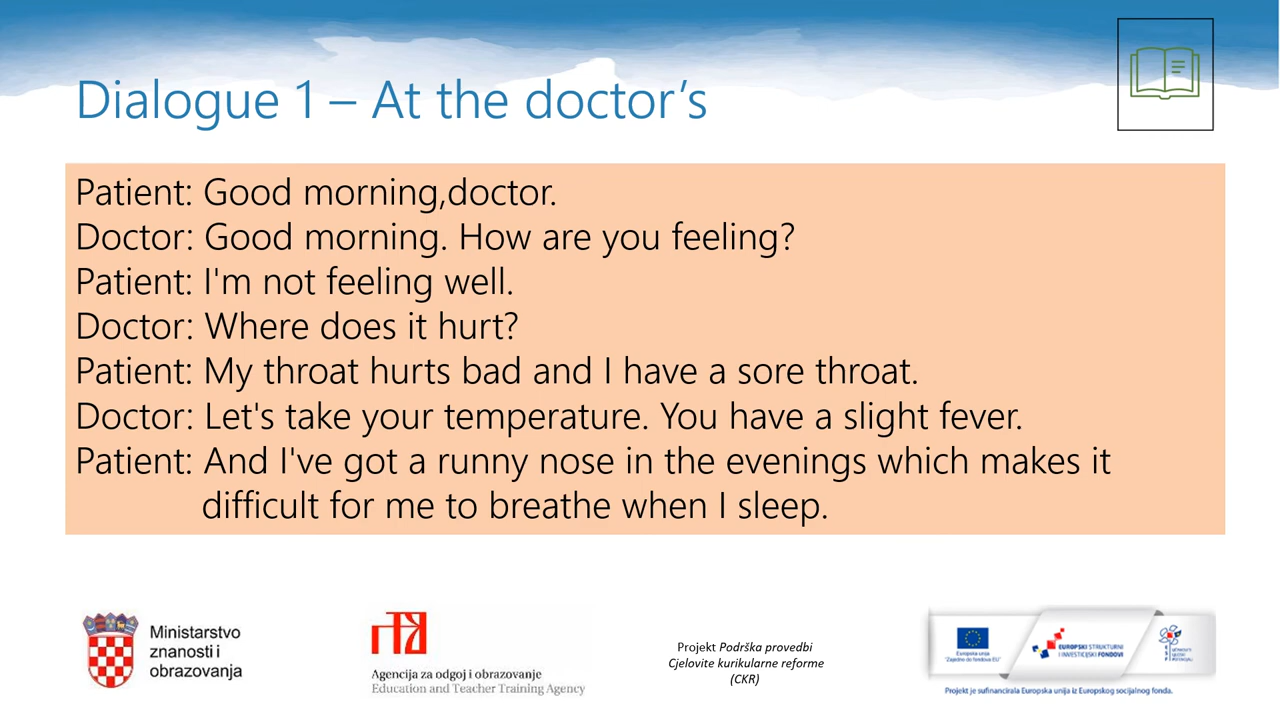 Dialogue 1 – At the doctor’s
Patient: Good morning,doctor.
Doctor: Good morning. How are you feeling?
Patient: I'm not feeling well.
Doctor: Where does it hurt?
Patient: My throat hurts bad and I have a sore throat.
Doctor: Let's take your temperature. You have a slight fever.
Patient: And I've got a runny nose in the evenings which makes it
difficult for me to breathe when I sleep.
Ministarstvo
znanosti i
obrazovanja
Agencija za odgoj i obrazovanje
Education and Teacher Training Agency
Projekt Podrška provedbi
Cjelovite kurikularne reforme
(CKR)
Europska unija
"Zajedno do fondova EU"
EUROPSKI STRUKTURNI
I INVESTICIJSKI FONDOVI
Projekt je sufinancirala Europska unija iz Europskog socijalnog fonda.